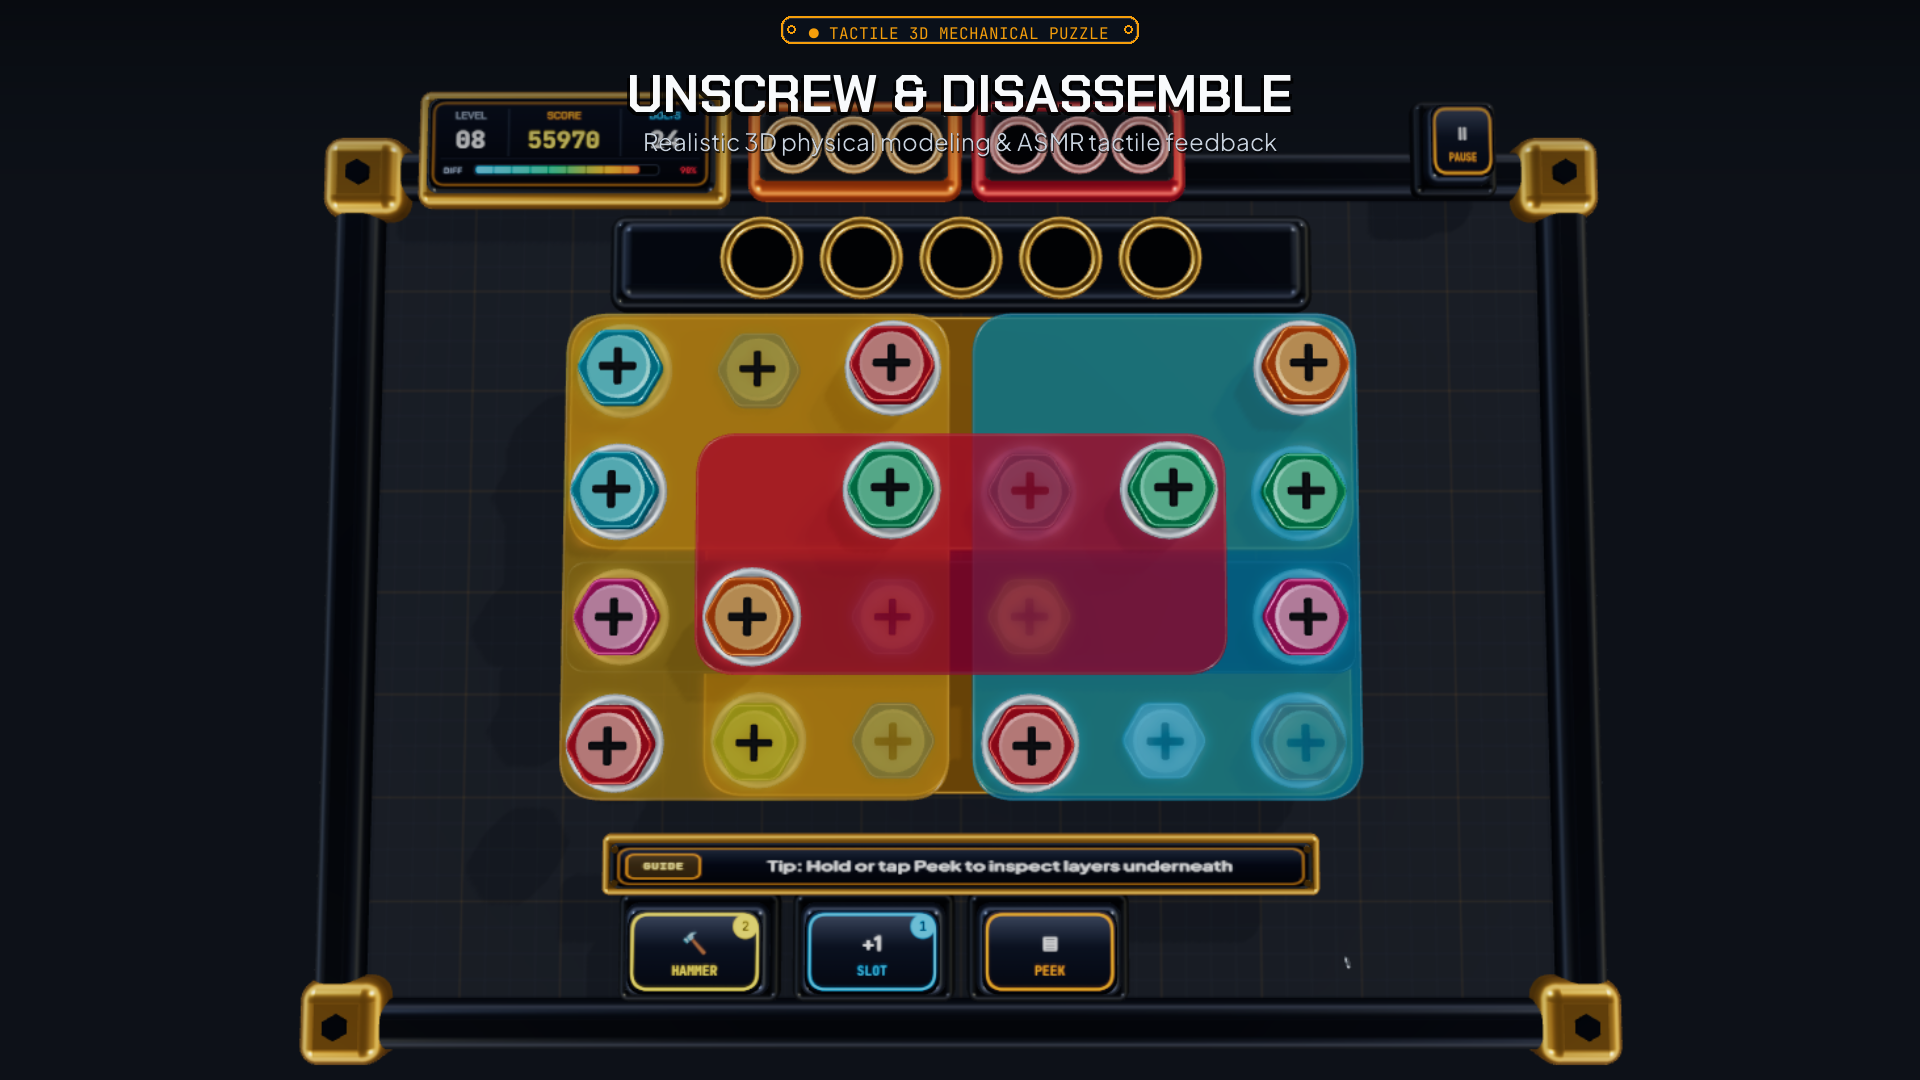 TACTILE 3D MECHANICAL PUZZLE
UNSCREW & DISASSEMBLE
Realistic 3D physical modeling & ASMR tactile feedback
LEVEL
08
SCORE
55970
DIFF
90%
PAUSE
GUIDE
Tip: Hold or tap Peek to inspect layers underneath
2
HAMMER
+1
1
SLOT
PEEK